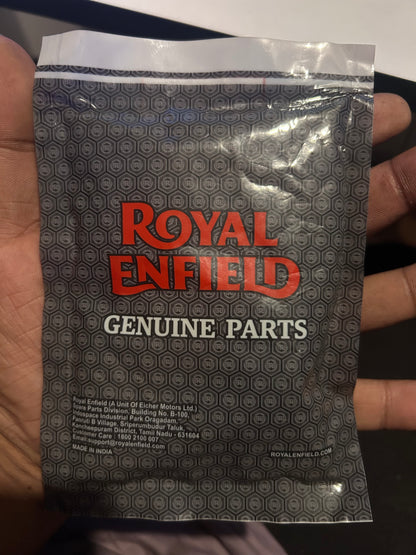 ROYAL
ENFIELD
GENUINE PARTS
Royal Enfield (A Unit Of Eicher Motors Ltd.)
Spare Parts Division, Building No. B-100,
Indospace Industrial Park Oragadam,
Panruti B Village, Sriperumbudur Taluk,
Kancheepuram District, Tamil Nadu - 631604
Customer Care : 1800 2100 007
Email:support@royalenfield.com
MADE IN INDIA
ROYALENFIELD.COM